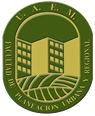 U. A. E. M.
FACULTAD DE PLANEACION URBANA Y REGIONAL